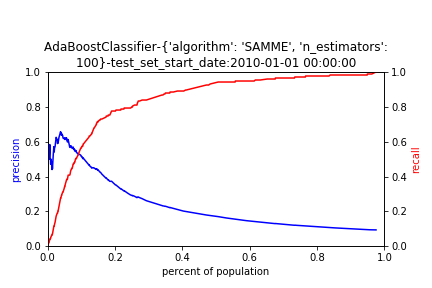 AdaBoostClassifier-{'algorithm': 'SAMME', 'n_estimators':
100}-test_set_start_date:2010-01-01 00:00:00
1.0
0.8
0.6
0.4
0.2
0.0
precision
1.0
0.8
0.6
0.4
0.2
0.0
recall
0.0 0.2 0.4 0.6 0.8 1.0
percent of population